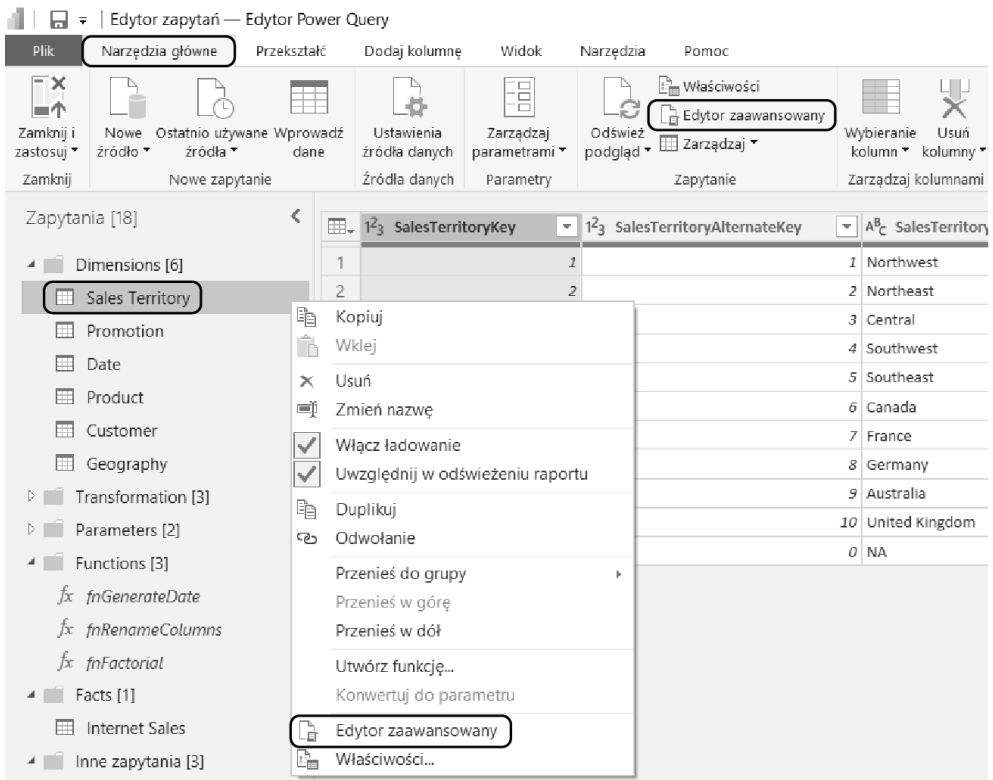 Edytor zapytań — Edytor Power Query
Plik Narzędzia główne Przekształć Dodaj kolumnę Widok Narzędzia Pomoc
Zamknij i zastosuj
Nowe źródło
Ostatnio używane źródła
Wprowadź dane
Ustawienia źródła danych
Zarządzaj parametrami
Odśwież podgląd
Właściwości
Edytor zaawansowany
Zarządzaj
Wybieranie kolumn
Usuń kolumny
Zamknij Nowe zapytanie Źródła danych Parametry Zapytanie Zarządzaj kolumnami
Zapytania [18]
Dimensions [6]
Sales Territory
Promotion
Date
Product
Customer
Geography
Transformation [3]
Parameters [2]
Functions [3]
fx fnGenerateDate
fx fnRenameColumns
fx fnFactorial
Facts [1]
Internet Sales
Inne zapytania [3]
Kopiuj
Wklej
Usuń
Zmień nazwę
Włącz ładowanie
Uwzględnij w odświeżeniu raportu
Duplikuj
Odwołanie
Przenieś do grupy
Przenieś w górę
Przenieś w dół
Utwórz funkcję...
Konwertuj do parametru
Edytor zaawansowany
Właściwości...
123 SalesTerritoryKey 123 SalesTerritoryAlternateKey ABC SalesTerritory
1 1 1 Northwest
2 2 2 Northeast
3 Central
4 Southwest
5 Southeast
6 Canada
7 France
8 Germany
9 Australia
10 United Kingdom
0 NA